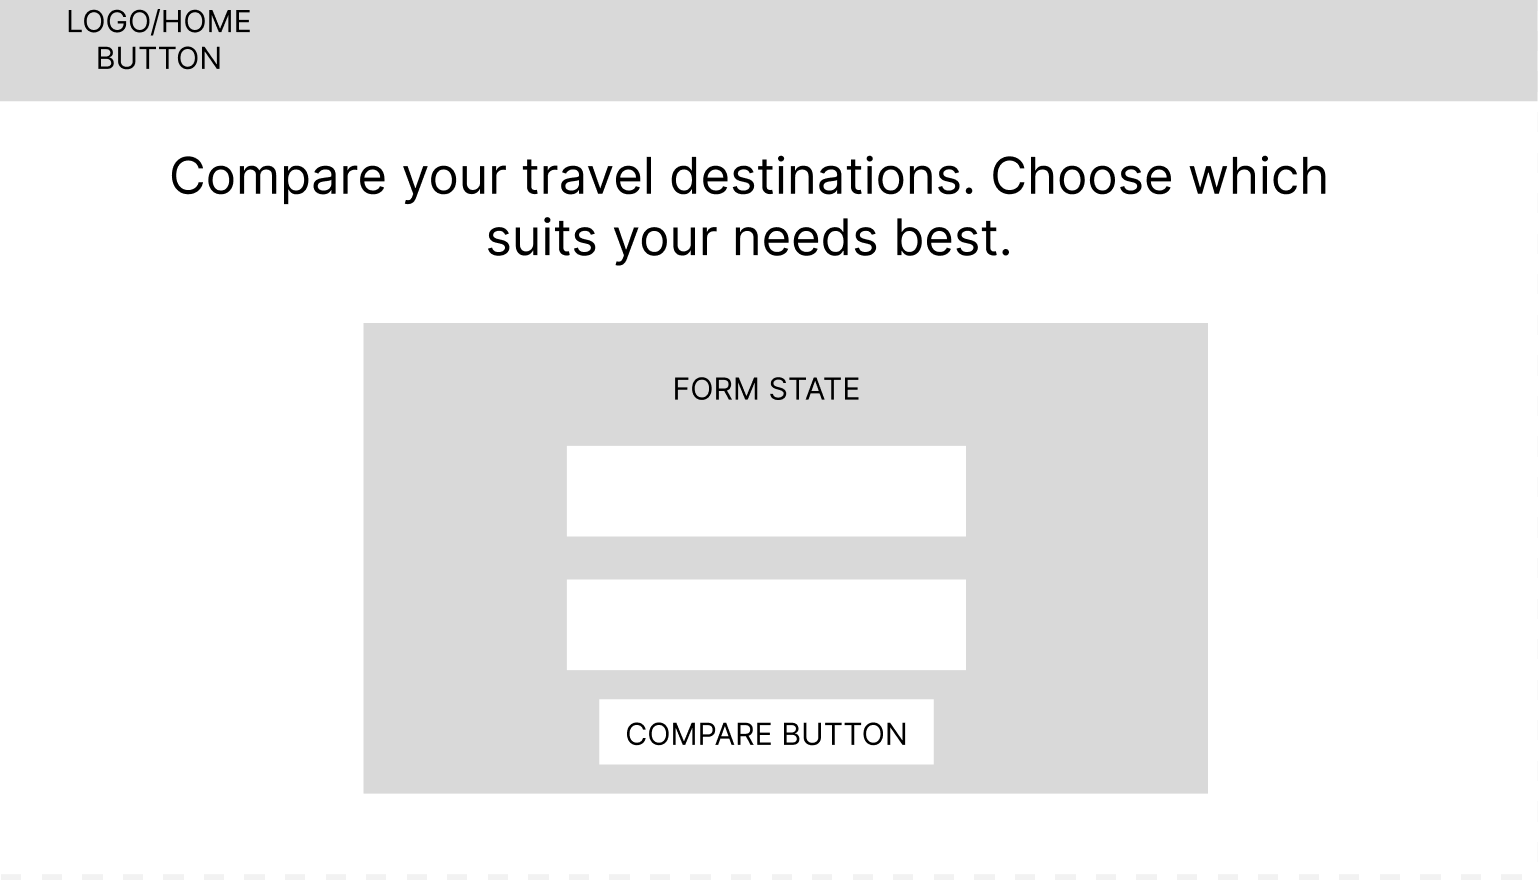 LOGO/HOME
BUTTON
Compare your travel destinations. Choose which
suits your needs best.
FORM STATE
COMPARE BUTTON